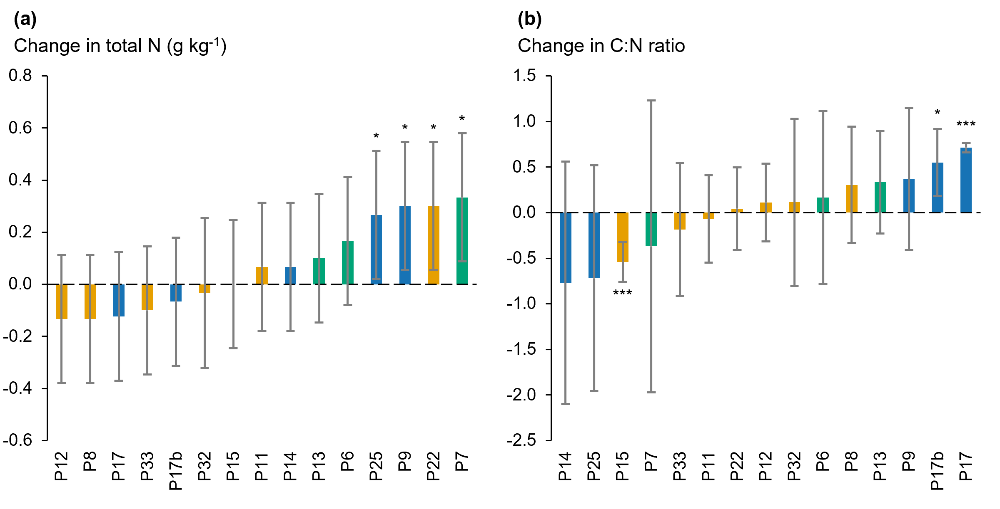 (a)
Change in total N (g kg-1)
0.8
0.6
0.4
0.2
0.0
-0.2
-0.4
-0.6
* * * *
P12 P8 P17 P33 P17b P32 P15 P11 P14 P13 P6 P25 P9 P22 P7
(b)
Change in C:N ratio
1.5
1.0
0.5
0.0
-0.5
-1.0
-1.5
-2.0
-2.5
*** * ***
P14 P25 P15 P7 P33 P11 P22 P12 P32 P6 P8 P13 P9 P17b P17